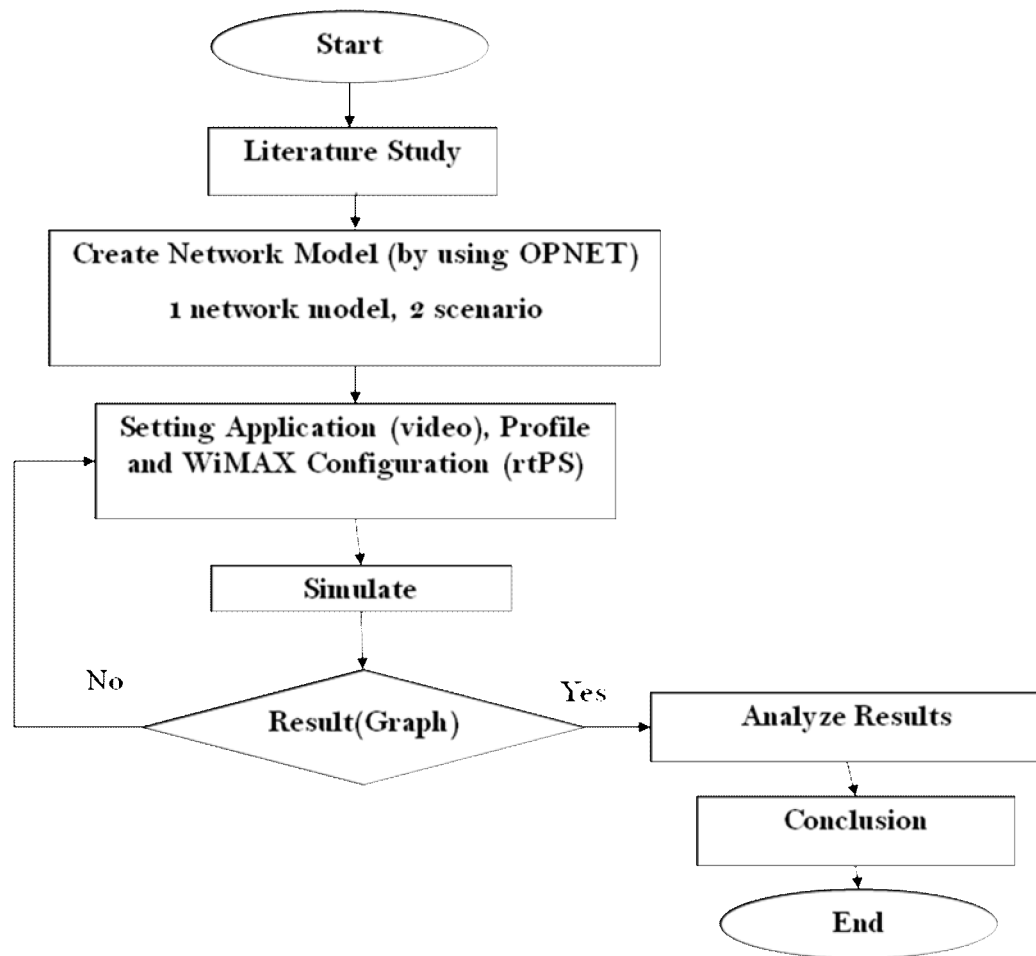 Start
Literature Study
Create Network Model (by using OPNET)
1 network model, 2 scenario
Setting Application (video), Profile
and WiMAX Configuration (rtPS)
Simulate
No
Result(Graph)
Yes
Analyze Results
Conclusion
End